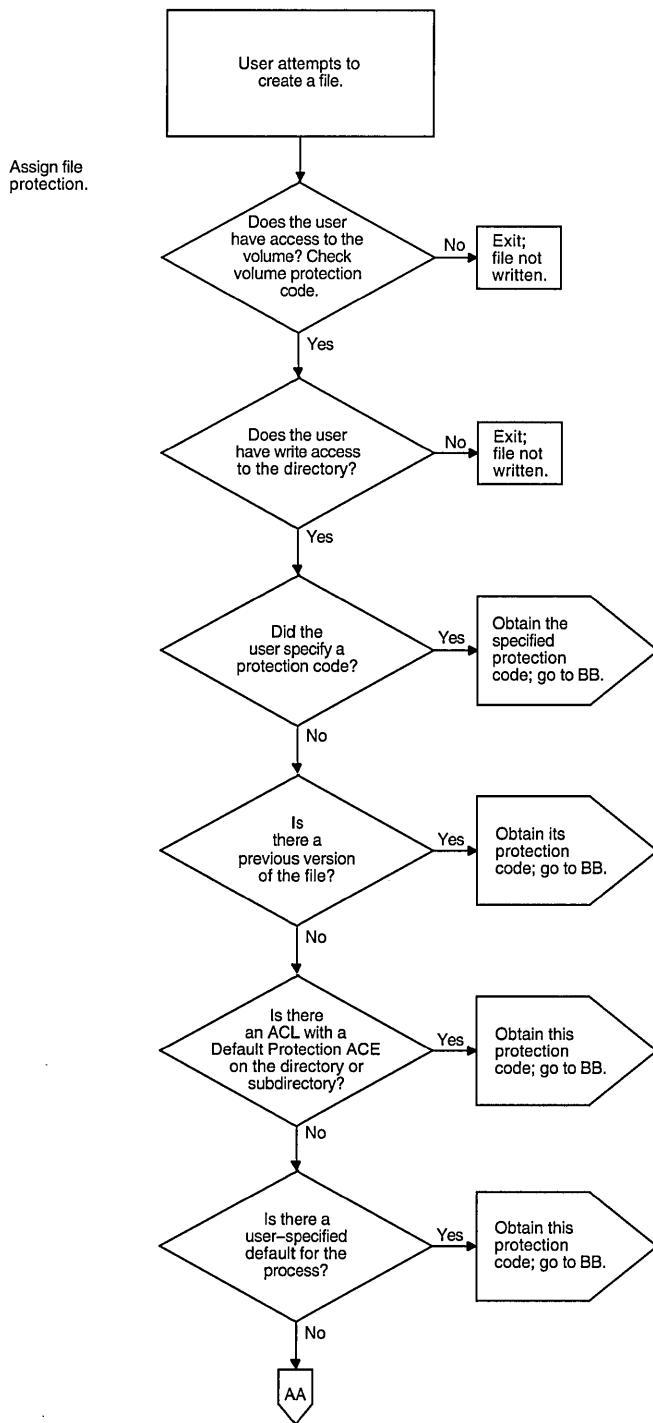 User attempts to
create a file.
Assign file
protection.
Does the user
have access to the
volume? Check
volume protection
code.
No
Exit;
file not
written.
Yes
Does the user
have write access
to the directory?
No
Exit;
file not
written.
Yes
Did the
user specify a
protection code?
Yes
Obtain the
specified
protection
code; go to BB.
No
Is
there a
previous version
of the file?
Yes
Obtain its
protection
code; go to BB.
No
Is there
an ACL with a
Default Protection ACE
on the directory or
subdirectory?
Yes
Obtain this
protection
code; go to BB.
No
Is there a
user–specified
default for the
process?
Yes
Obtain this
protection
code; go to BB.
No
AA